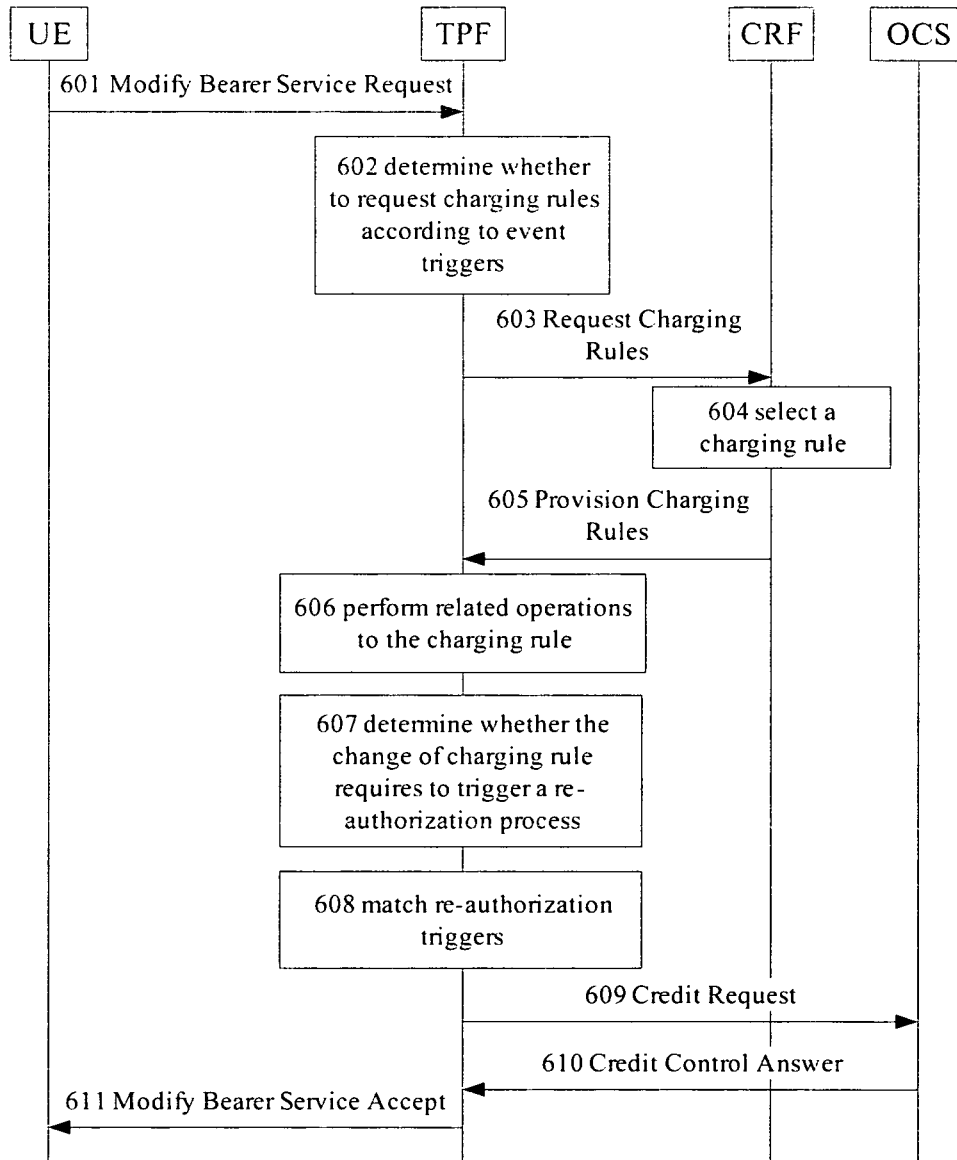 UE
TPF
CRF
OCS
601 Modify Bearer Service Request
602 determine whether
to request charging rules
according to event
triggers
603 Request Charging
Rules
604 select a
charging rule
605 Provision Charging
Rules
606 perform related operations
to the charging rule
607 determine whether the
change of charging rule
requires to trigger a re-
authorization process
608 match re-authorization
triggers
609 Credit Request
610 Credit Control Answer
611 Modify Bearer Service Accept